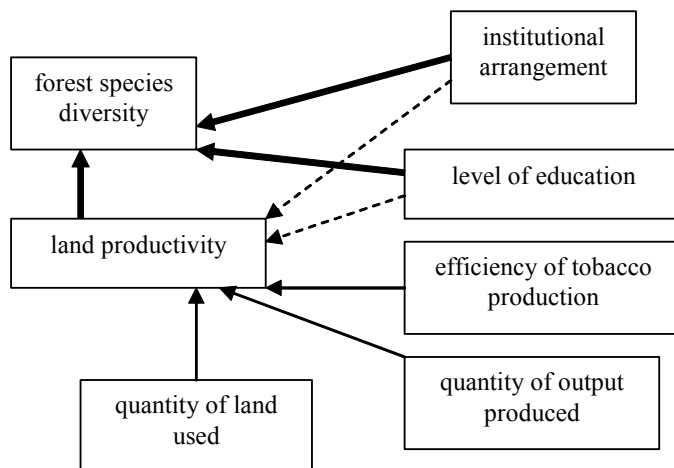 institutional
arrangement
forest species
diversity
level of education
land productivity
efficiency of tobacco
production
quantity of output
produced
quantity of land
used